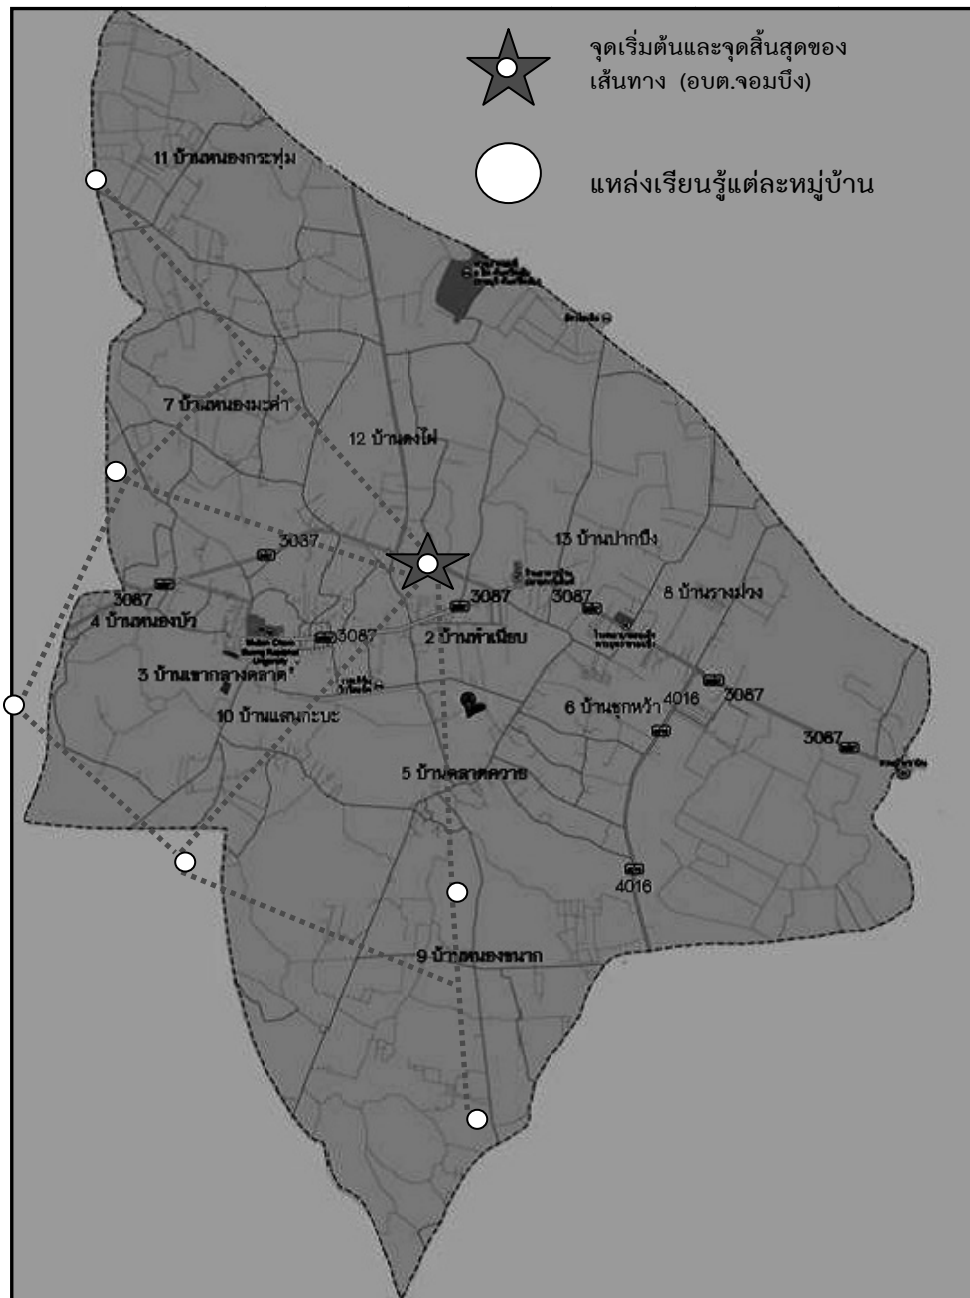 จุดเริ่มต้นและจุดสิ้นสุดของ
เส้นทาง (อบต.จอมบึง)
แหล่งเรียนรู้แต่ละหมู่บ้าน
11 บ้านหนองกระทุ่ม
7 บ้านหนองมะค่า
12 บ้านดงไผ่
13 บ้านปากบึง
3087
3087
3087
3087
8 บ้านรางม่วง
4 บ้านหนองบัว
3087
2 บ้านทำเนียบ
3 บ้านเขากลางตลาด
4016
3087
6 บ้านชุกหว้า
10 บ้านแสนกะบะ
3087
5 บ้านตลาดควาย
4016
9 บ้านหนองขนาก